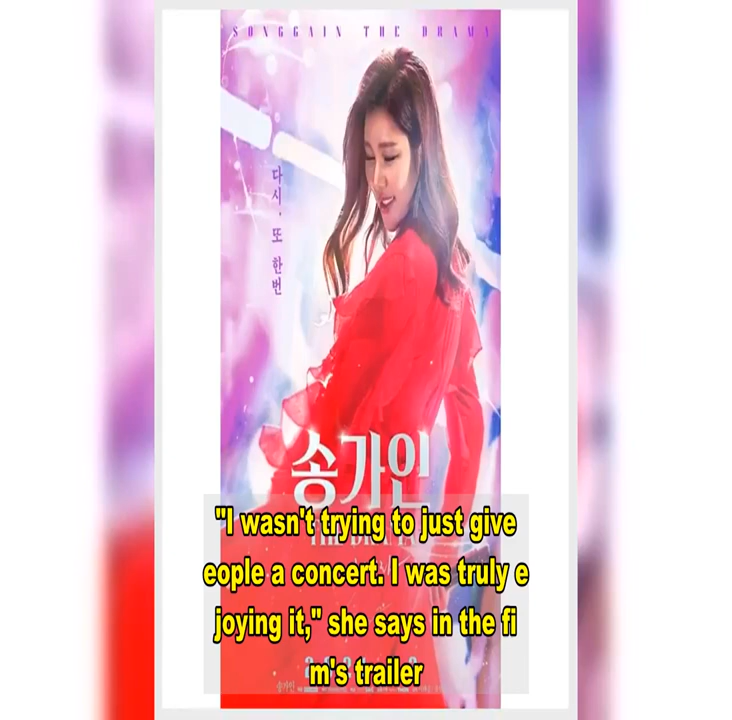 SONGGAIN THE DRAMA
다시, 또 한번
송가인
"I wasn't trying to just give
eople a concert. I was truly e
joying it," she says in the fi
m's trailer